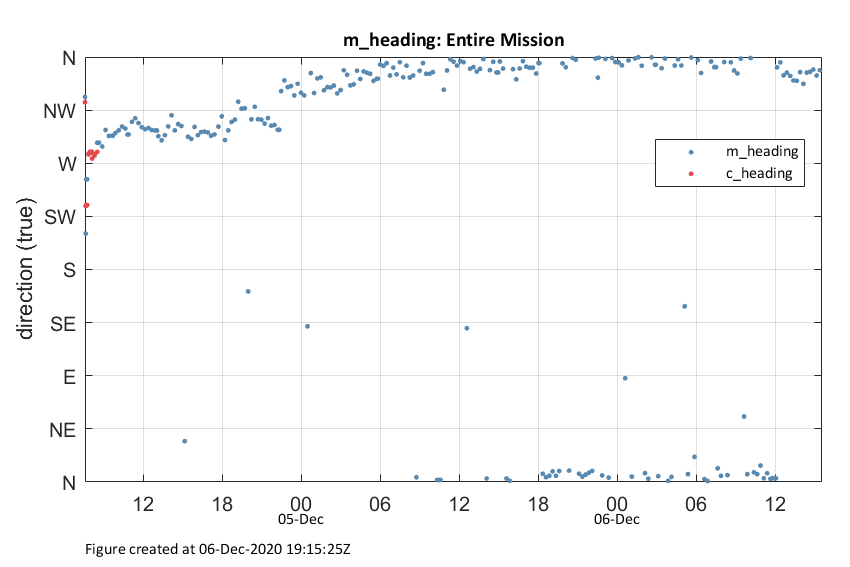 m_heading: Entire Mission
N
NW
W
SW
S
SE
E
NE
N
direction (true)
m_heading
c_heading
12 18 00 06 12 18 00 06 12
05-Dec 06-Dec
Figure created at 06-Dec-2020 19:15:25Z